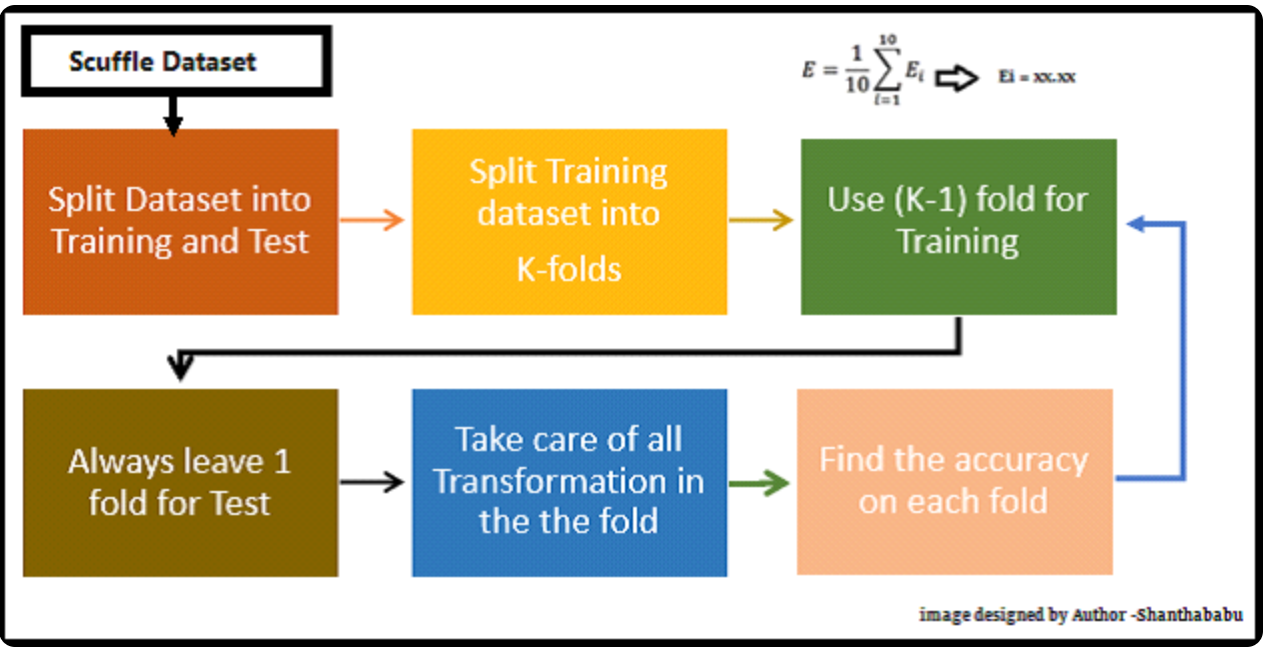 Scuffle Dataset
E = 1/10 ∑ i=1 10 Ei ⇨ Ei = xx.xx
Split Dataset into
Training and Test
Split Training
dataset into
K-folds
Use (K-1) fold for
Training
Always leave 1
fold for Test
Take care of all
Transformation in
the the fold
Find the accuracy
on each fold
image designed by Author -Shanthababu